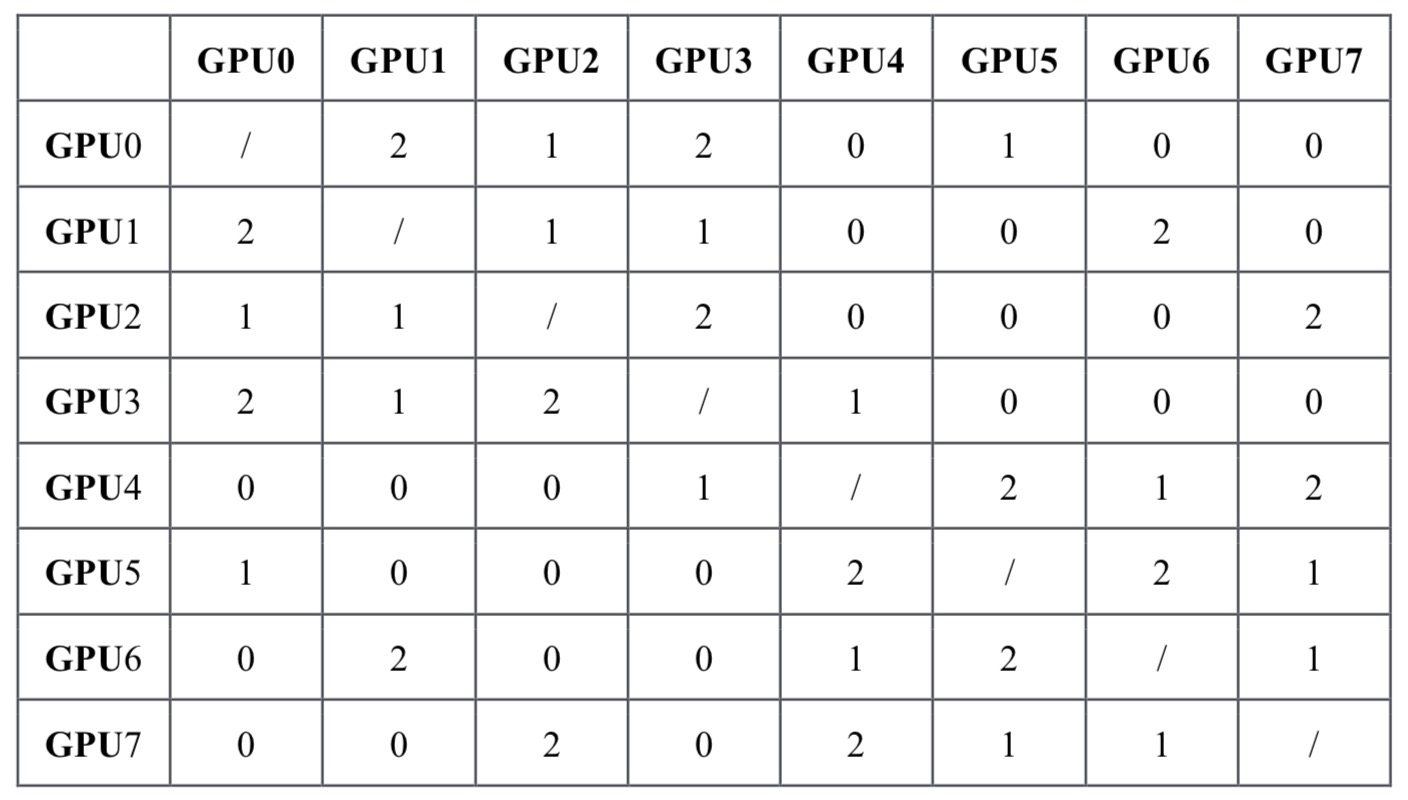 GPU0 GPU1 GPU2 GPU3 GPU4 GPU5 GPU6 GPU7
GPU0 / 2 1 2 0 1 0 0
GPU1 2 / 1 1 0 0 2 0
GPU2 1 1 / 2 0 0 0 2
GPU3 2 1 2 / 1 0 0 0
GPU4 0 0 0 1 / 2 1 2
GPU5 1 0 0 0 2 / 2 1
GPU6 0 2 0 0 1 2 / 1
GPU7 0 0 2 0 2 1 1 /